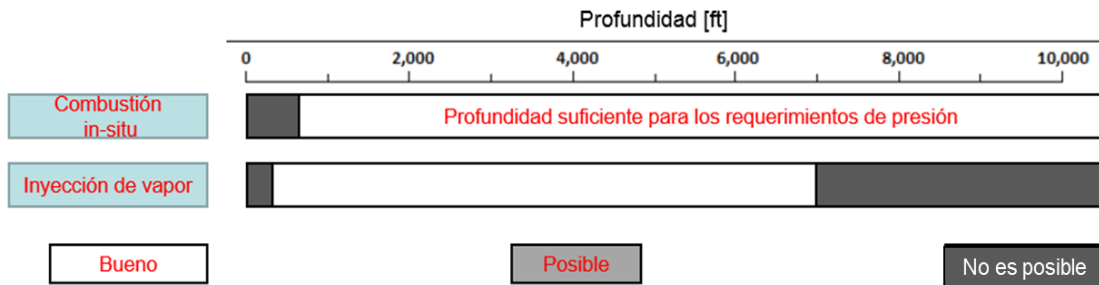 Profundidad [ft]
0 2,000 4,000 6,000 8,000 10,000
Combustión
in-situ
Profundidad suficiente para los requerimientos de presión
Inyección de vapor
Bueno Posible No es posible